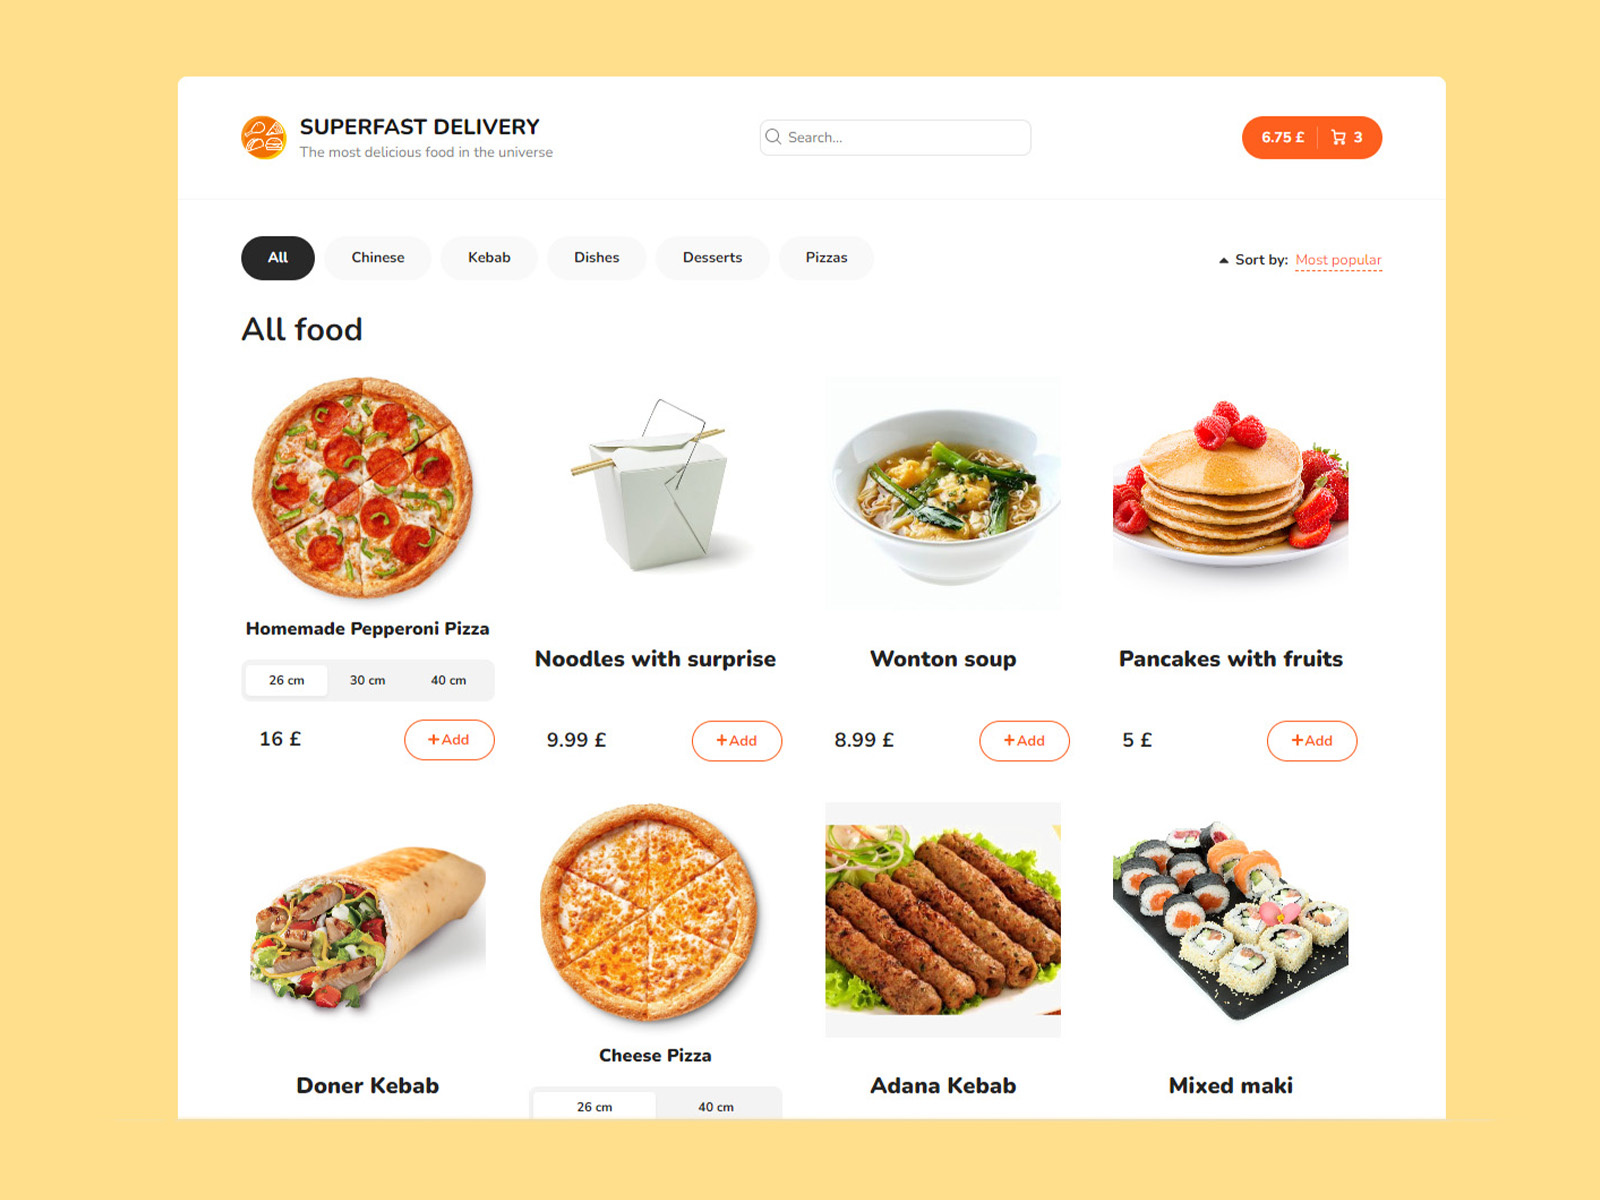 SUPERFAST DELIVERY
The most delicious food in the universe
Search...
6.75 £ 3
All Chinese Kebab Dishes Desserts Pizzas
Sort by: Most popular
All food
Homemade Pepperoni Pizza
26 cm 30 cm 40 cm
16 £ +Add
Noodles with surprise
9.99 £ +Add
Wonton soup
8.99 £ +Add
Pancakes with fruits
5 £ +Add
Doner Kebab
Cheese Pizza
26 cm 40 cm
Adana Kebab
Mixed maki